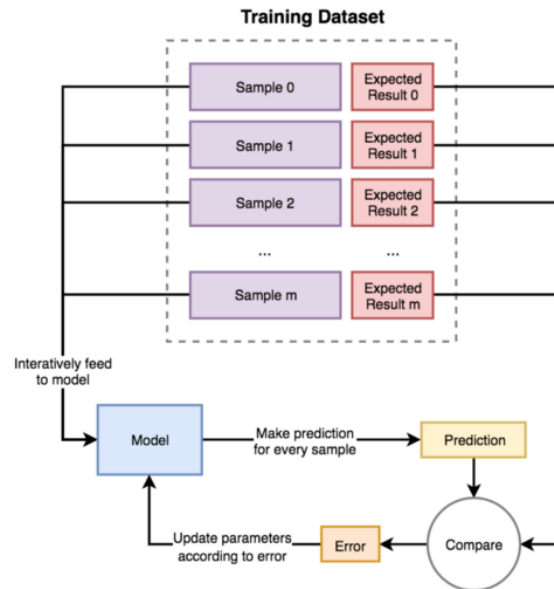 Training Dataset
Sample 0
Expected
Result 0
Sample 1
Expected
Result 1
Sample 2
Expected
Result 2
...
...
Sample m
Expected
Result m
Interatively feed
to model
Model
Make prediction
for every sample
Prediction
Update parameters
according to error
Error
Compare